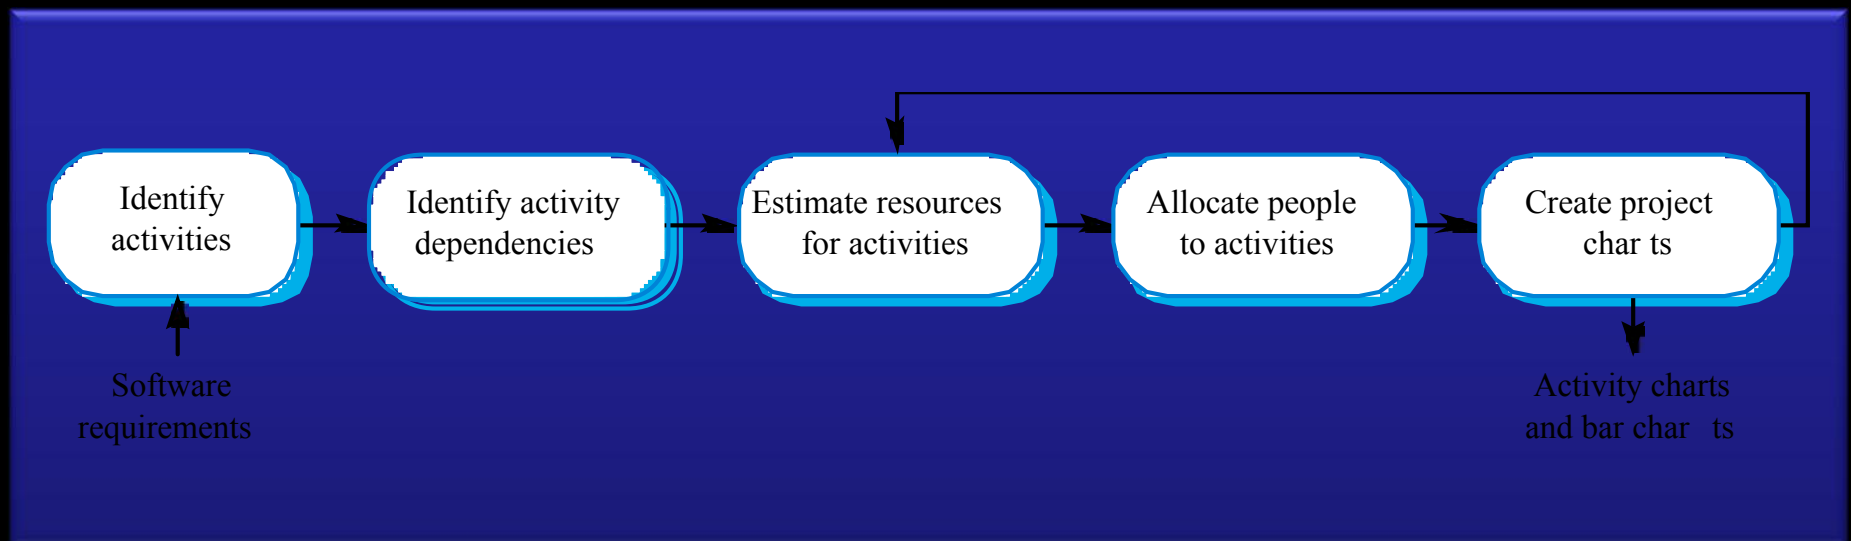 Identify
activities
Identify activity
dependencies
Estimate resources
for activities
Allocate people
to activities
Create project
char ts
Software
requirements
Activity charts
and bar char ts